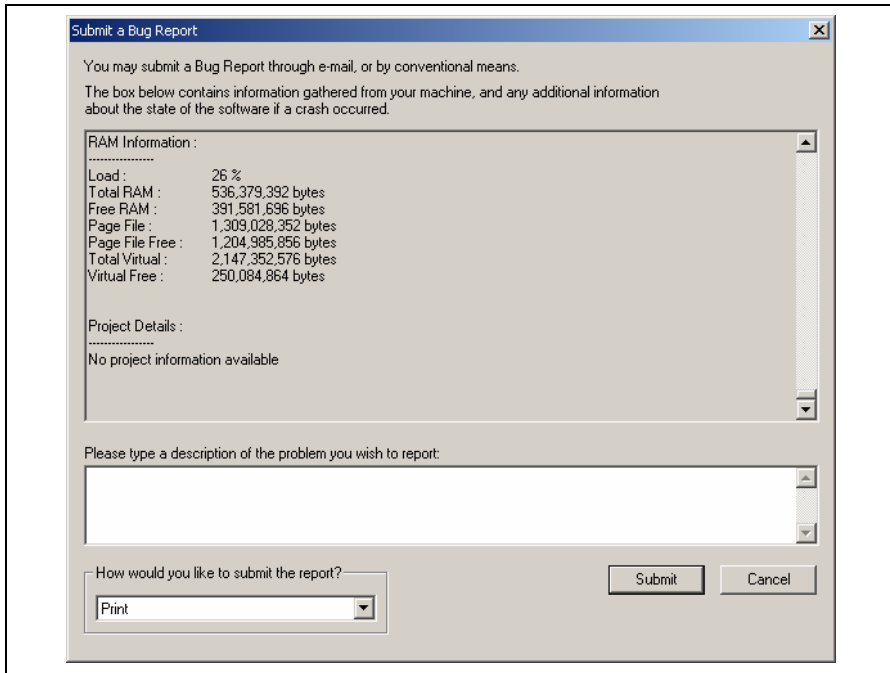 Submit a Bug Report
You may submit a Bug Report through e-mail, or by conventional means.
The box below contains information gathered from your machine, and any additional information
about the state of the software if a crash occurred.
RAM Information :
----------------
Load : 26 %
Total RAM : 536,379,392 bytes
Free RAM : 391,581,696 bytes
Page File : 1,309,028,352 bytes
Page File Free : 1,204,985,856 bytes
Total Virtual : 2,147,352,576 bytes
Virtual Free : 250,084,864 bytes
Project Details :
----------------
No project information available
Please type a description of the problem you wish to report:
How would you like to submit the report?
Print
Submit
Cancel